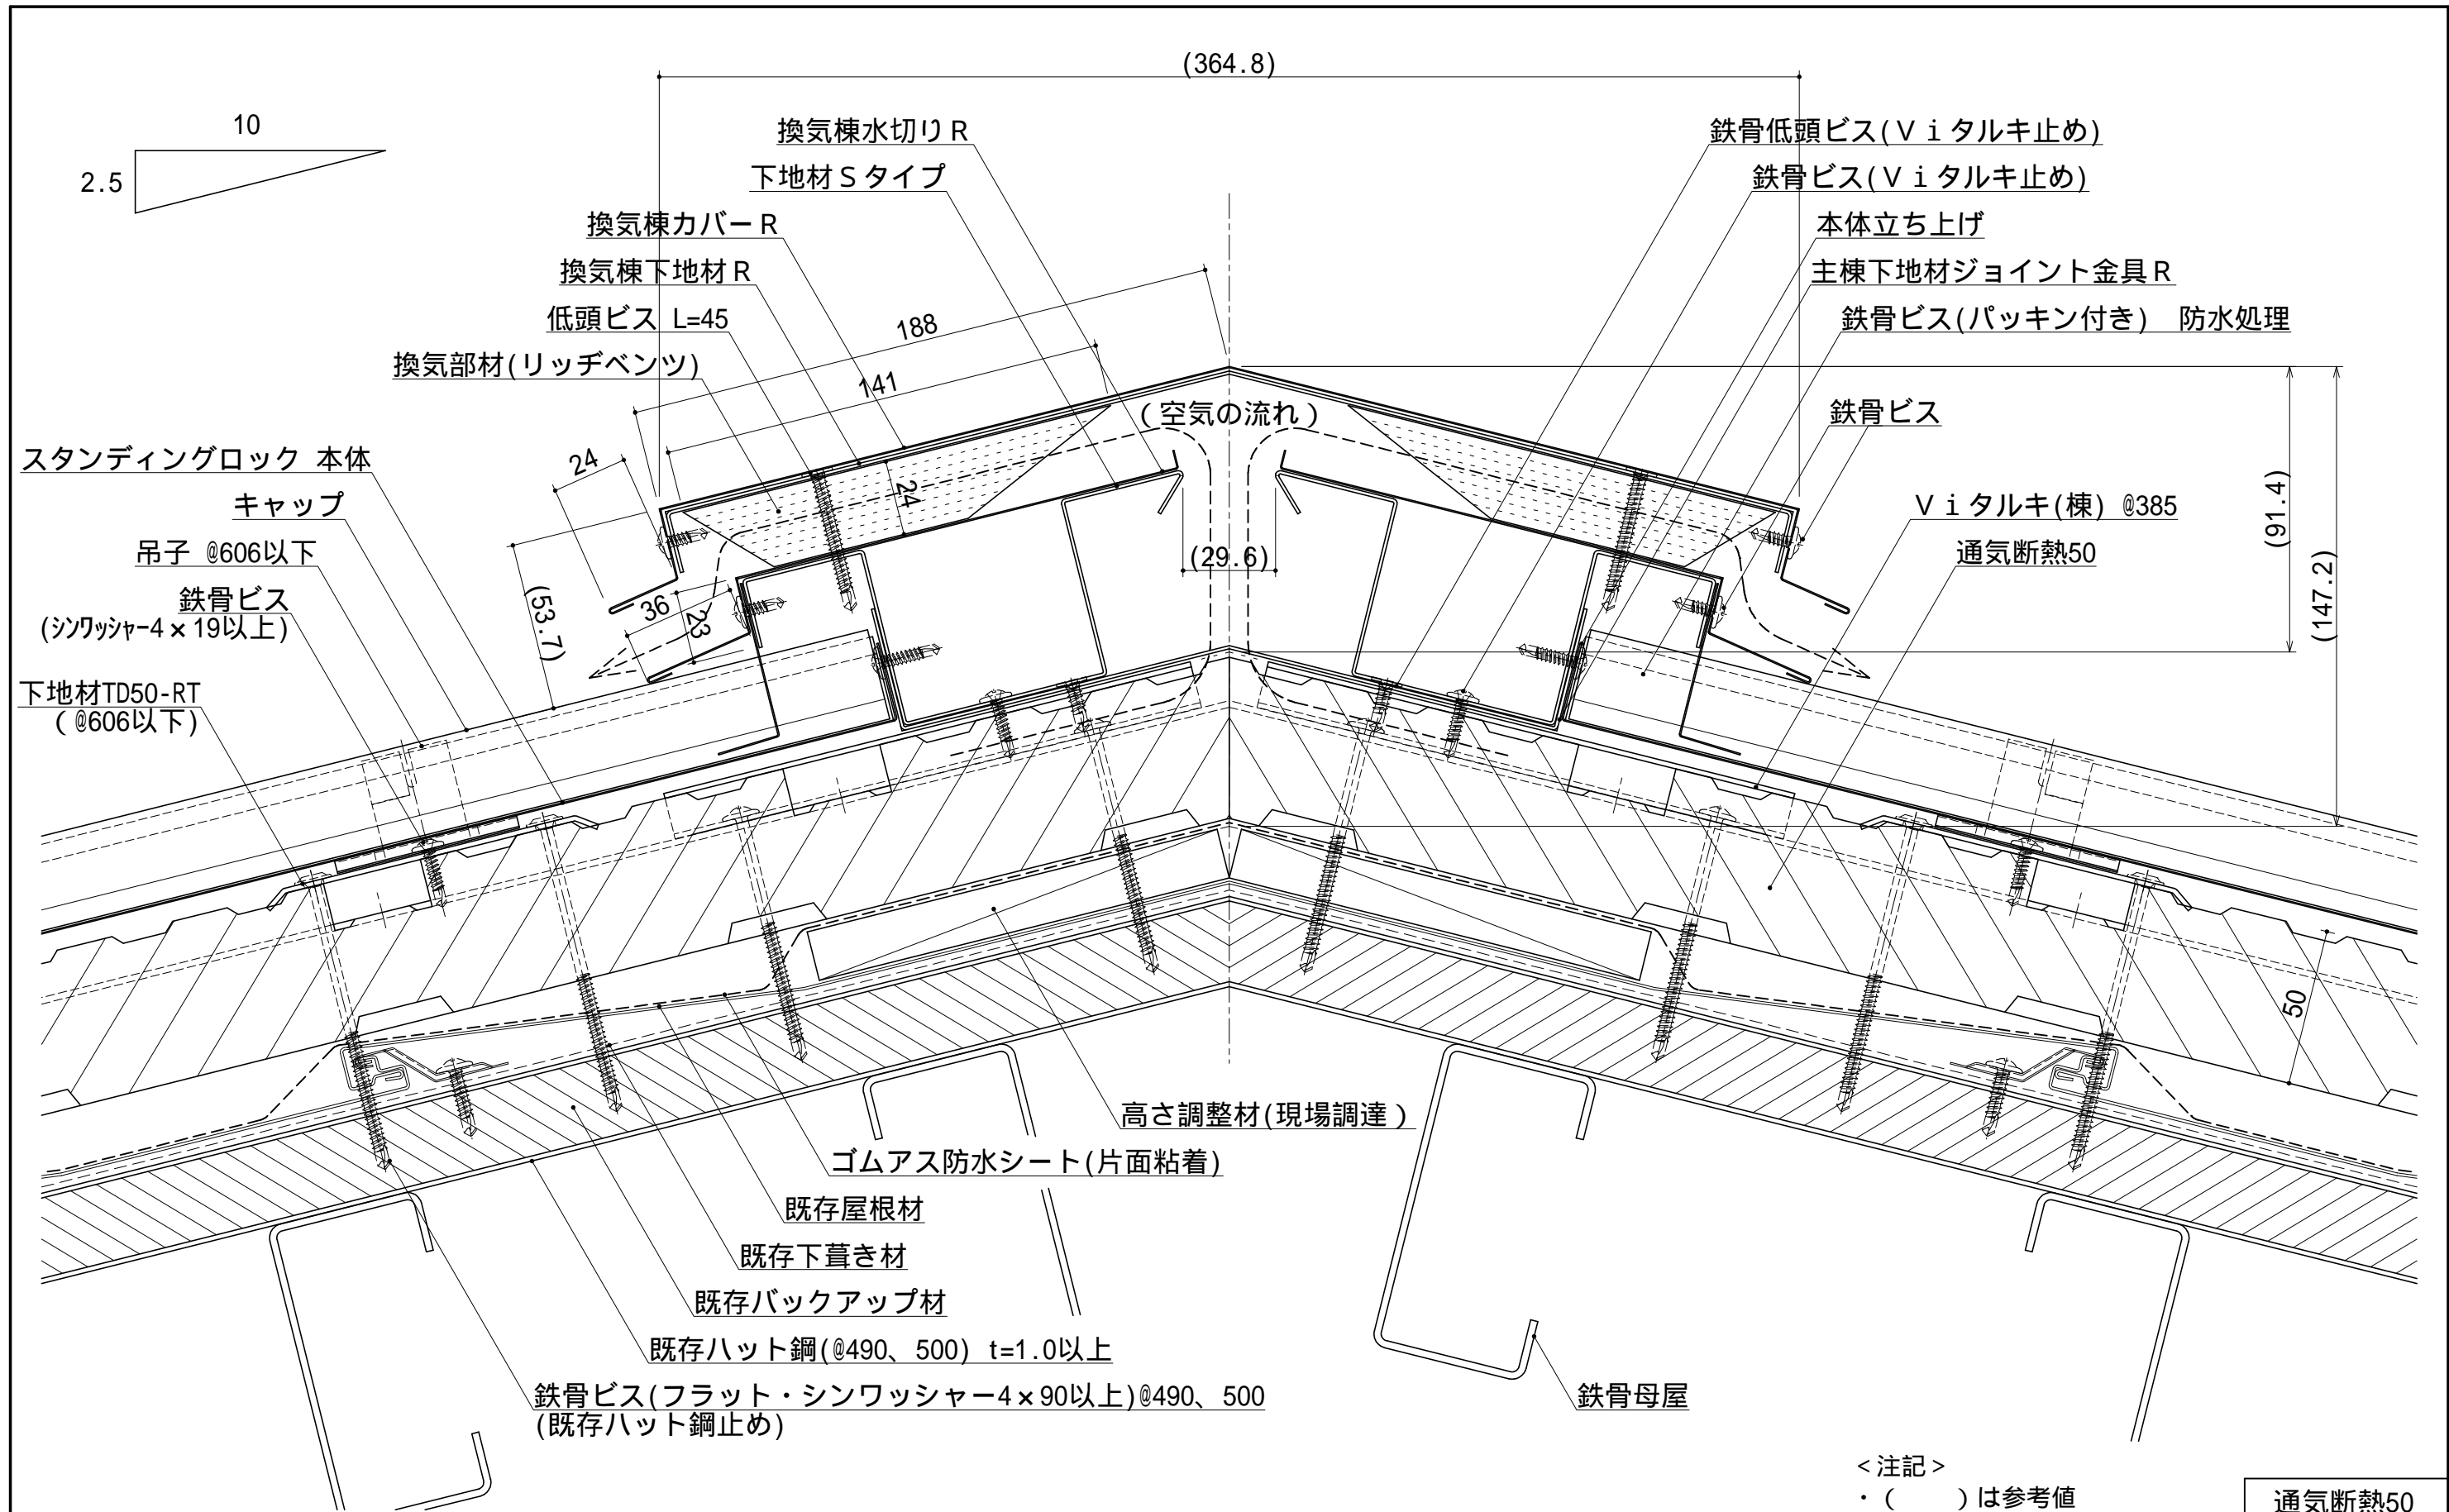 (364.8)
10
2.5
換気棟水切りR
下地材Sタイプ
換気棟カバーR
換気棟下地材R
低頭ビス L=45
換気部材(リッヂベンツ)
188
141
24
24
(空気の流れ)
(29.6)
36
23
(53.7)
スタンディングロック 本体
キャップ
吊子 @606以下
鉄骨ビス
(シンワッシャー4×19以上)
下地材TD50-RT
(@606以下)
鉄骨低頭ビス(Viタルキ止め)
鉄骨ビス(Viタルキ止め)
本体立ち上げ
主棟下地材ジョイント金具R
鉄骨ビス(パッキン付き) 防水処理
鉄骨ビス
Viタルキ(棟) @385
通気断熱50
(91.4)
(147.2)
50
高さ調整材(現場調達)
ゴムアス防水シート(片面粘着)
既存屋根材
既存下葺き材
既存バックアップ材
既存ハット鋼(@490、500) t=1.0以上
鉄骨ビス(フラット・シンワッシャー4×90以上)@490、500
(既存ハット鋼止め)
鉄骨母屋
<注記>
・( )は参考値
通気断熱50